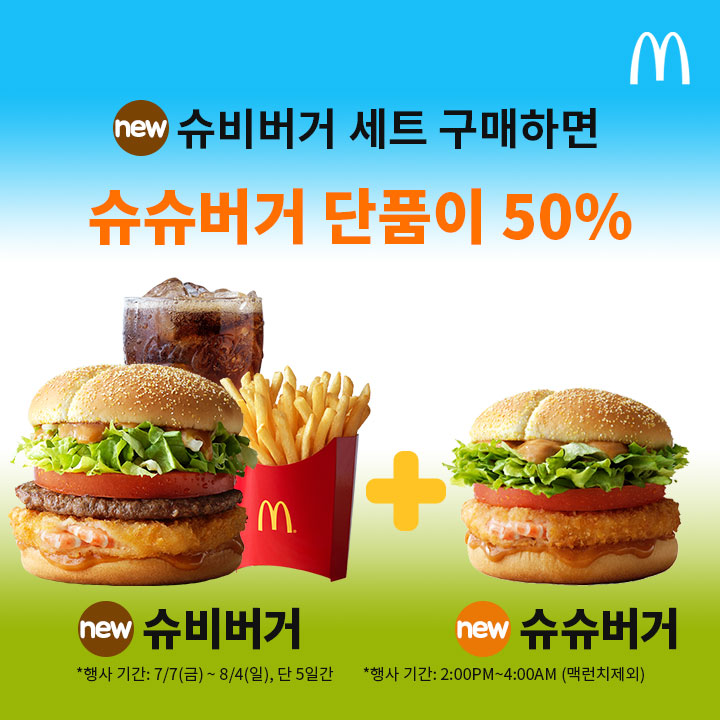 new 슈비버거 세트 구매하면
슈슈버거 단품이 50%
new 슈비버거
new 슈슈버거
*행사 기간: 7/7(금) ~ 8/4(일), 단 5일간
*행사 기간: 2:00PM~4:00AM (맥런치제외)